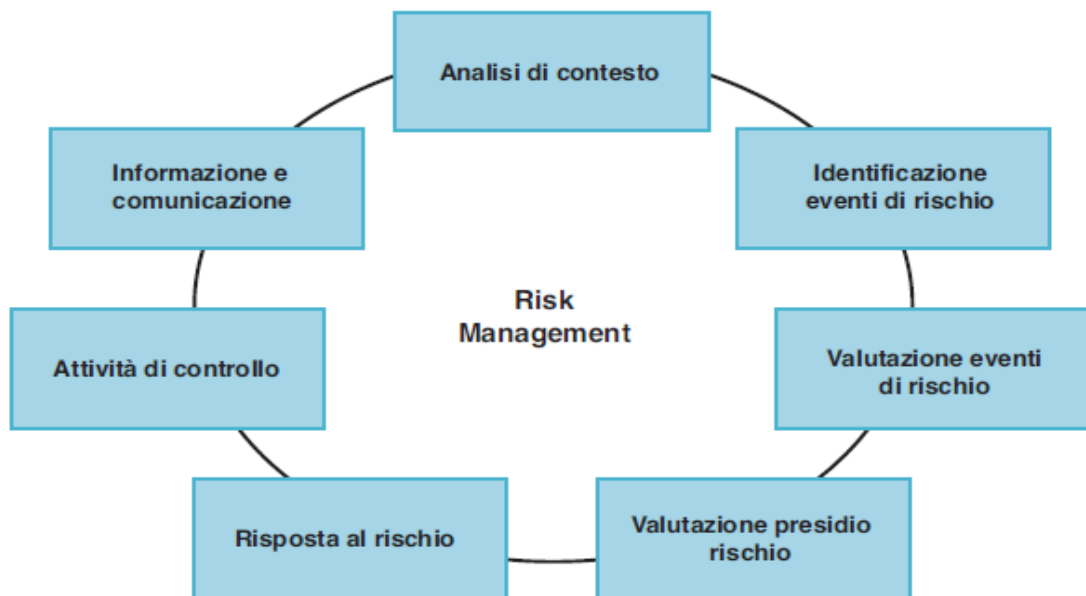 Analisi di contesto
Identificazione
eventi di rischio
Valutazione eventi
di rischio
Valutazione presidio
rischio
Risposta al rischio
Attività di controllo
Informazione e
comunicazione
Risk
Management